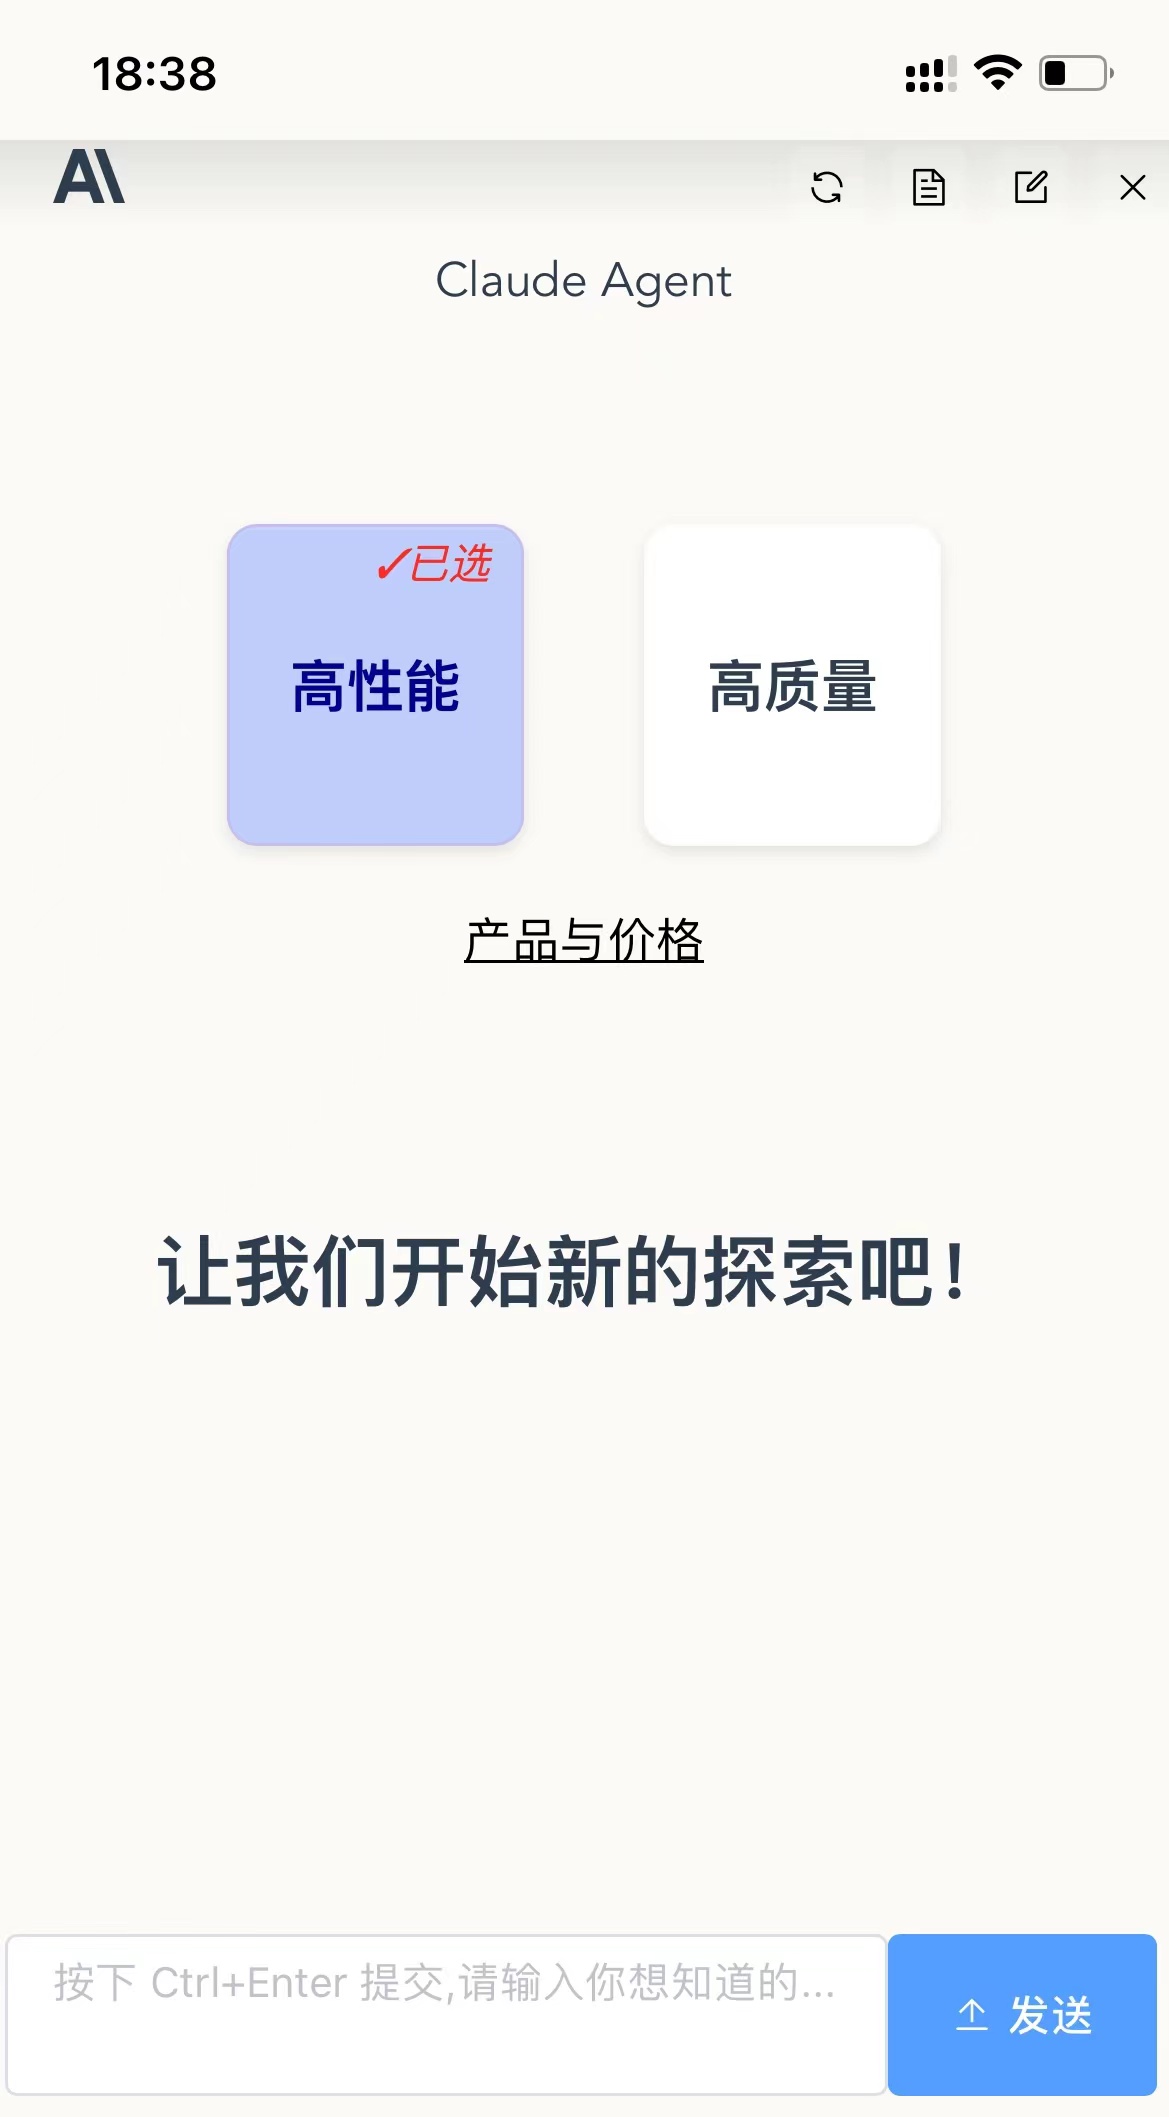 18:38
Claude Agent
✓已选
高性能
高质量
产品与价格
让我们开始新的探索吧！
按下 Ctrl+Enter 提交,请输入你想知道的...
发送